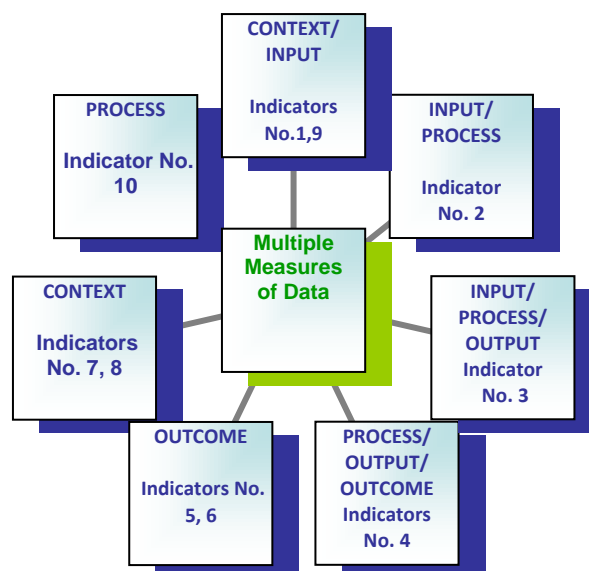 CONTEXT/
INPUT
Indicators
No.1,9
INPUT/
PROCESS
Indicator
No. 2
INPUT/
PROCESS/
OUTPUT
Indicator
No. 3
PROCESS/
OUTPUT/
OUTCOME
Indicators
No. 4
OUTCOME
Indicators No.
5, 6
CONTEXT
Indicators
No. 7, 8
PROCESS
Indicator No.
10
Multiple
Measures
of Data